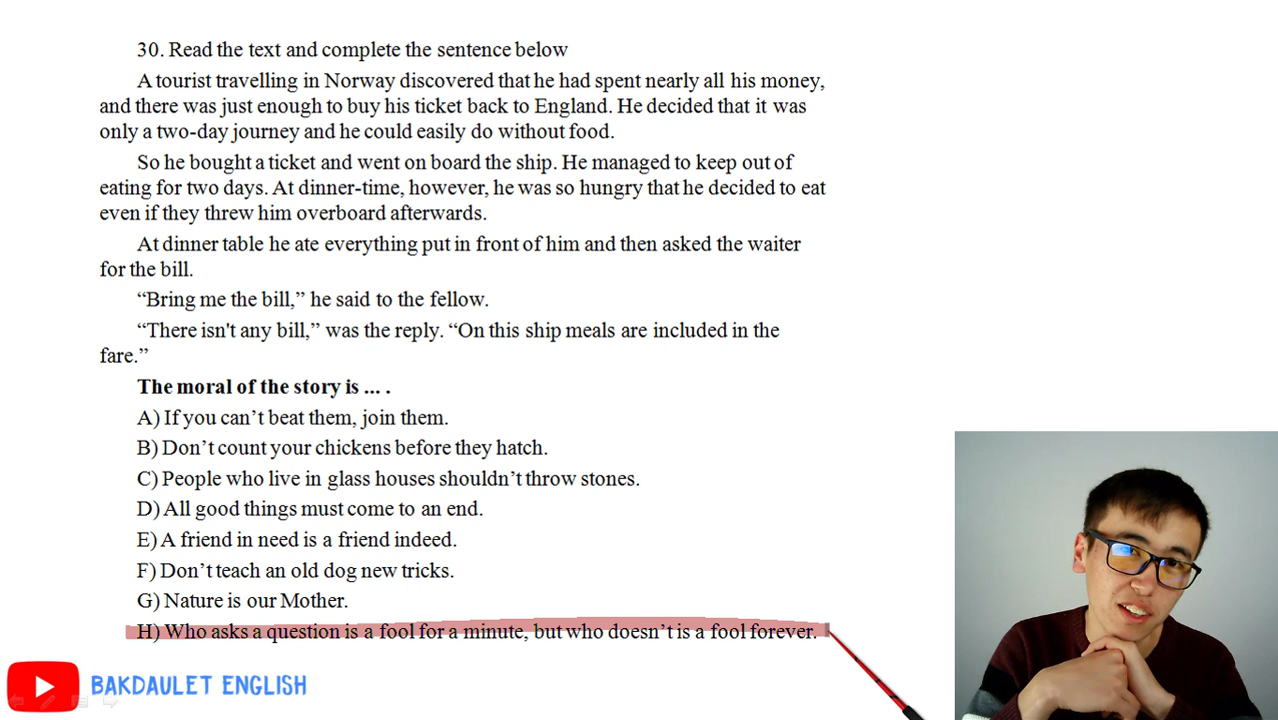 30. Read the text and complete the sentence below
A tourist travelling in Norway discovered that he had spent nearly all his money,
and there was just enough to buy his ticket back to England. He decided that it was
only a two-day journey and he could easily do without food.
So he bought a ticket and went on board the ship. He managed to keep out of
eating for two days. At dinner-time, however, he was so hungry that he decided to eat
even if they threw him overboard afterwards.
At dinner table he ate everything put in front of him and then asked the waiter
for the bill.
“Bring me the bill,” he said to the fellow.
“There isn't any bill,” was the reply. “On this ship meals are included in the
fare.”
The moral of the story is ... .
A) If you can’t beat them, join them.
B) Don’t count your chickens before they hatch.
C) People who live in glass houses shouldn’t throw stones.
D) All good things must come to an end.
E) A friend in need is a friend indeed.
F) Don’t teach an old dog new tricks.
G) Nature is our Mother.
H) Who asks a question is a fool for a minute, but who doesn’t is a fool forever.
BAKDAULET ENGLISH